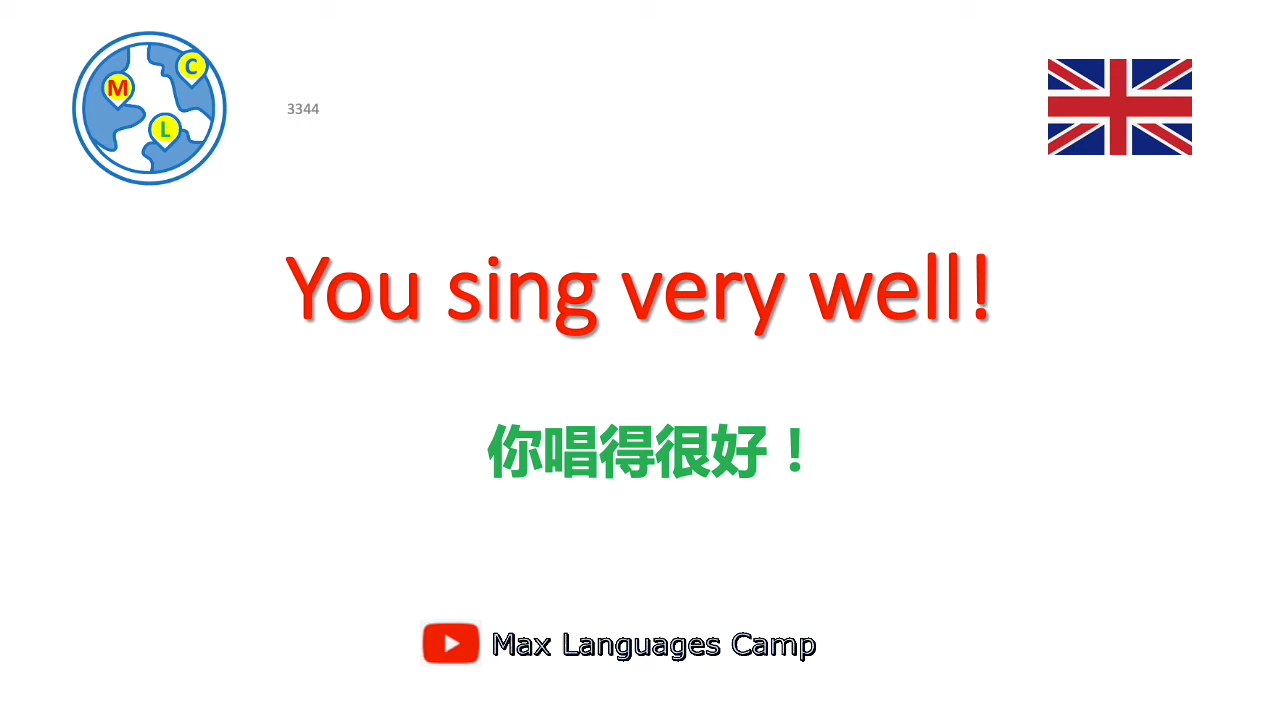 M
C
L
3344
You sing very well!
你唱得很好！
Max Languages Camp